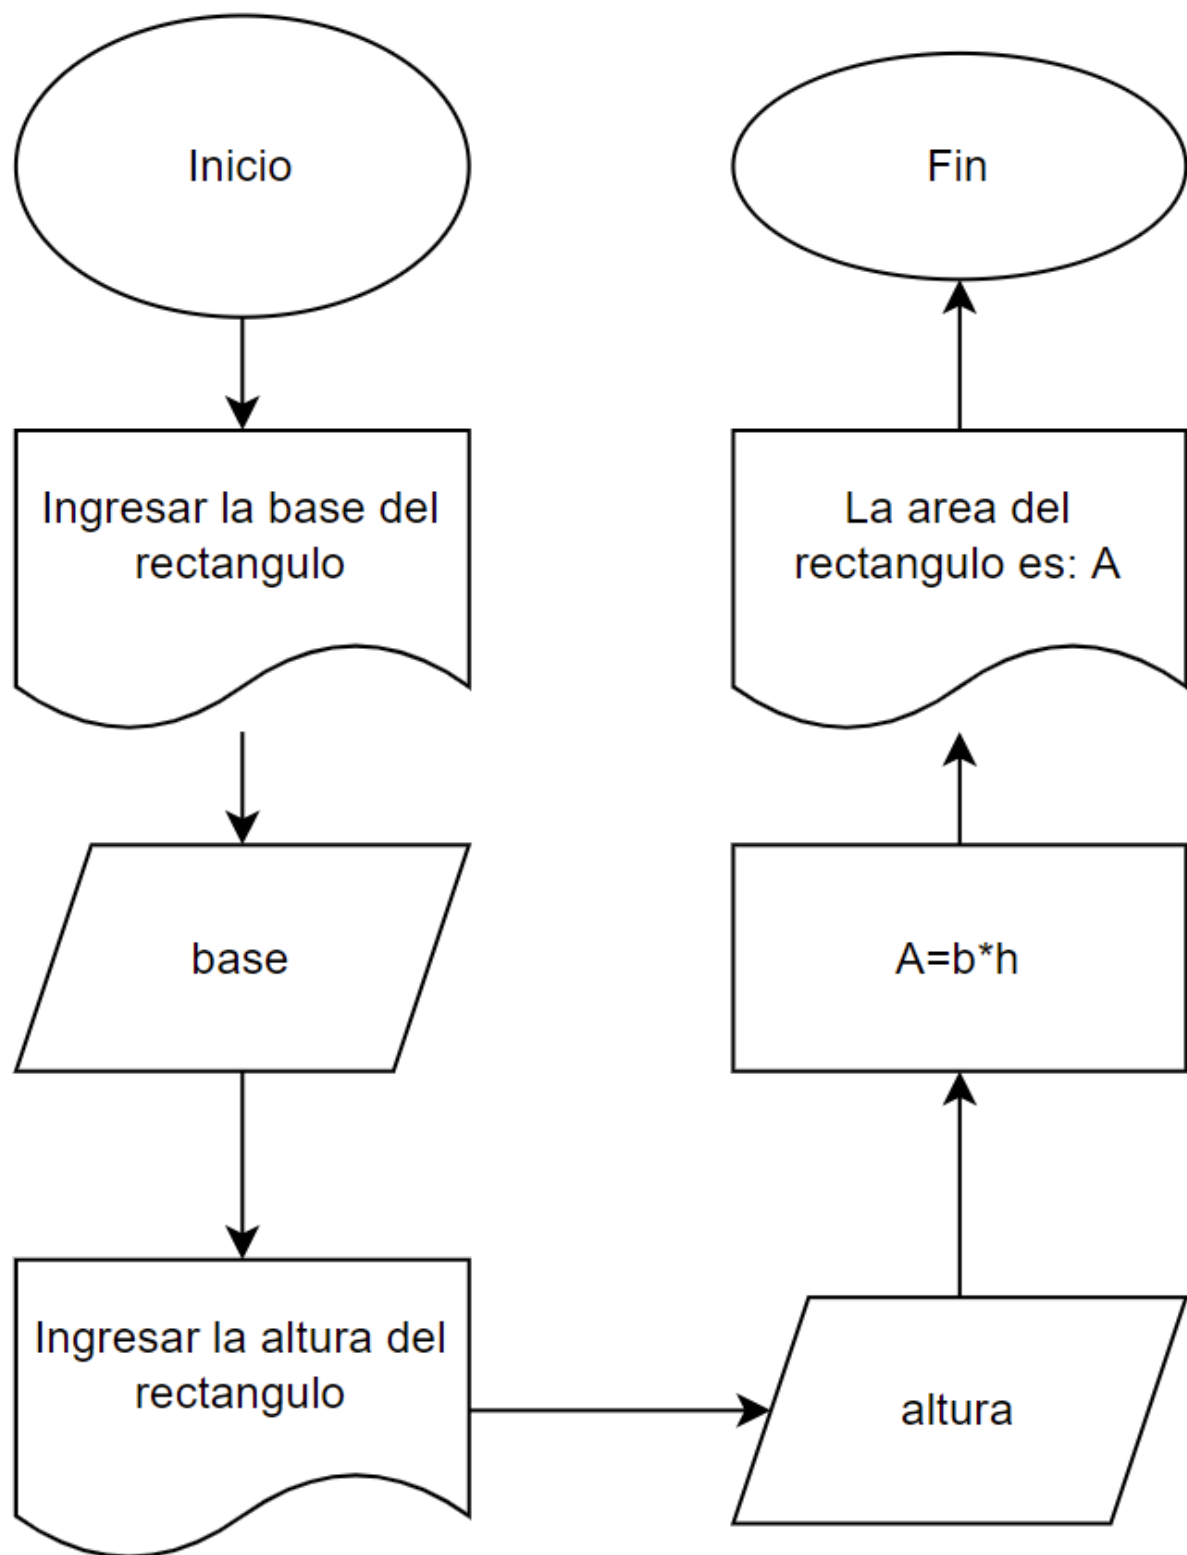 Inicio
Ingresar la base del
rectangulo
base
Ingresar la altura del
rectangulo
altura
A=b*h
La area del
rectangulo es: A
Fin